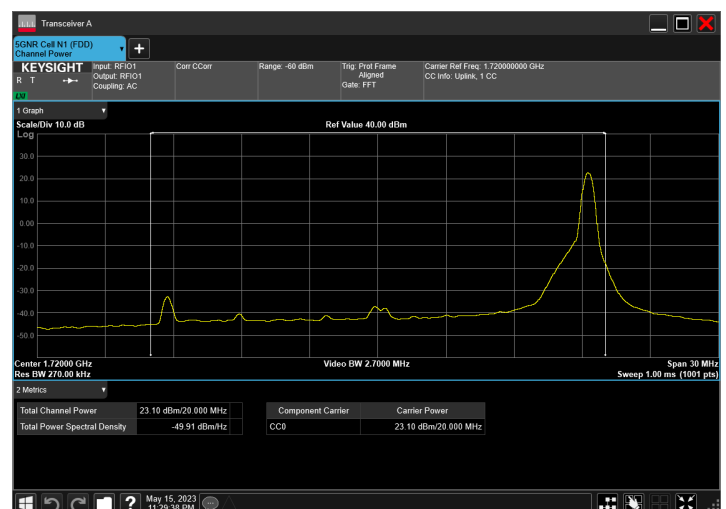 Transceiver A
5GNR Cell N1 (FDD)
Channel Power
KEYSIGHT
R T
LXI
Input: RFIO1
Output: RFIO1
Coupling: AC
Corr CCorr
Range: -60 dBm
Trig: Prot Frame
Aligned
Gate: FFT
Carrier Ref Freq: 1.720000000 GHz
CC Info: Uplink, 1 CC
1 Graph
Scale/Div 10.0 dB
Ref Value 40.00 dBm
Log
30.0
20.0
10.0
0.00
-10.0
-20.0
-30.0
-40.0
-50.0
Center 1.72000 GHz
Video BW 2.7000 MHz
Span 30 MHz
Res BW 270.00 kHz
Sweep 1.00 ms (1001 pts)
2 Metrics
Total Channel Power 23.10 dBm/20.000 MHz
Total Power Spectral Density -49.91 dBm/Hz
Component Carrier Carrier Power
CC0 23.10 dBm/20.000 MHz
?
May 15, 2023
11:29:38 PM